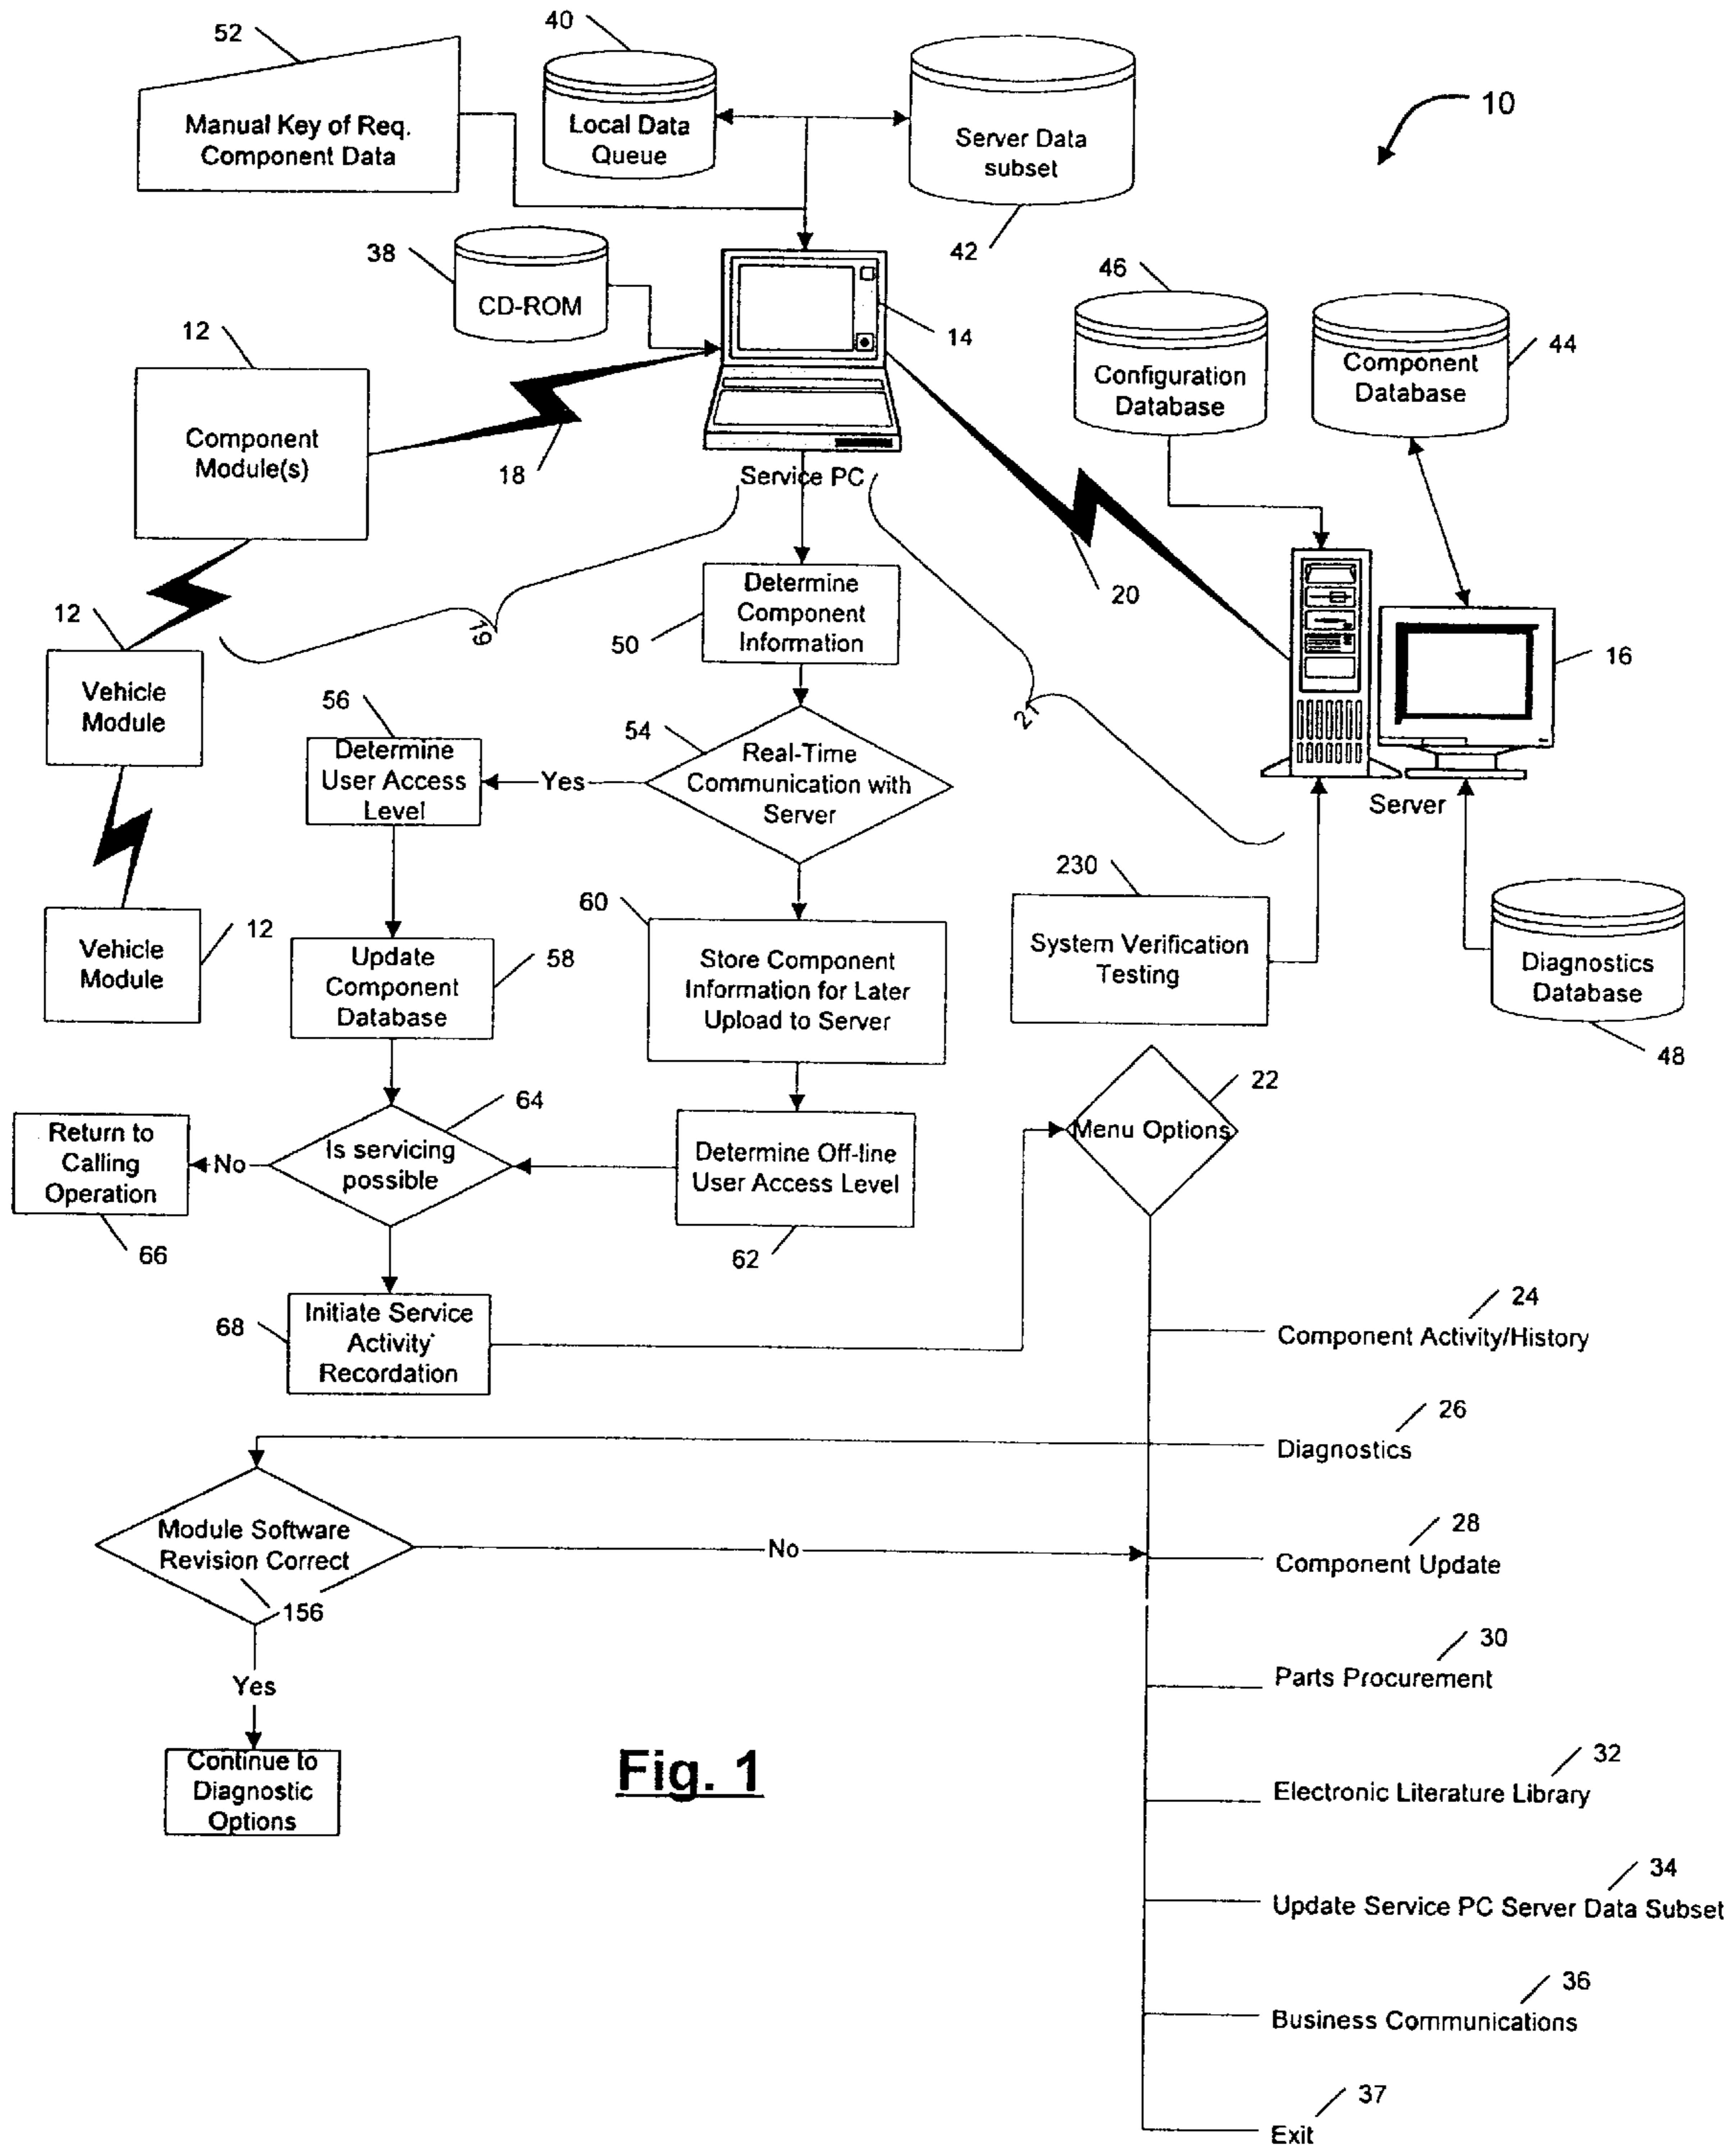 52
Manual Key of Req.
Component Data
40
Local Data
Queue
Server Data
subset
42
10
38
CD-ROM
14
Service PC
46
Configuration
Database
Component
Database
44
12
Component
Module(s)
18
20
16
Server
12
Vehicle
Module
Vehicle
Module
12
19
21
50
Determine
Component
Information
54
Real-Time
Communication with
Server
Yes
56
Determine
User Access
Level
Update
Component
Database
58
60
Store Component
Information for Later
Upload to Server
230
System Verification
Testing
Diagnostics
Database
48
64
Is servicing
possible
No
Return to
Calling
Operation
66
Determine Off-line
User Access Level
62
68
Initiate Service
Activity
Recordation
22
Menu Options
24
Component Activity/History
26
Diagnostics
28
Component Update
30
Parts Procurement
32
Electronic Literature Library
34
Update Service PC Server Data Subset
36
Business Communications
37
Exit
Module Software
Revision Correct
156
No
Yes
Continue to
Diagnostic
Options
Fig. 1